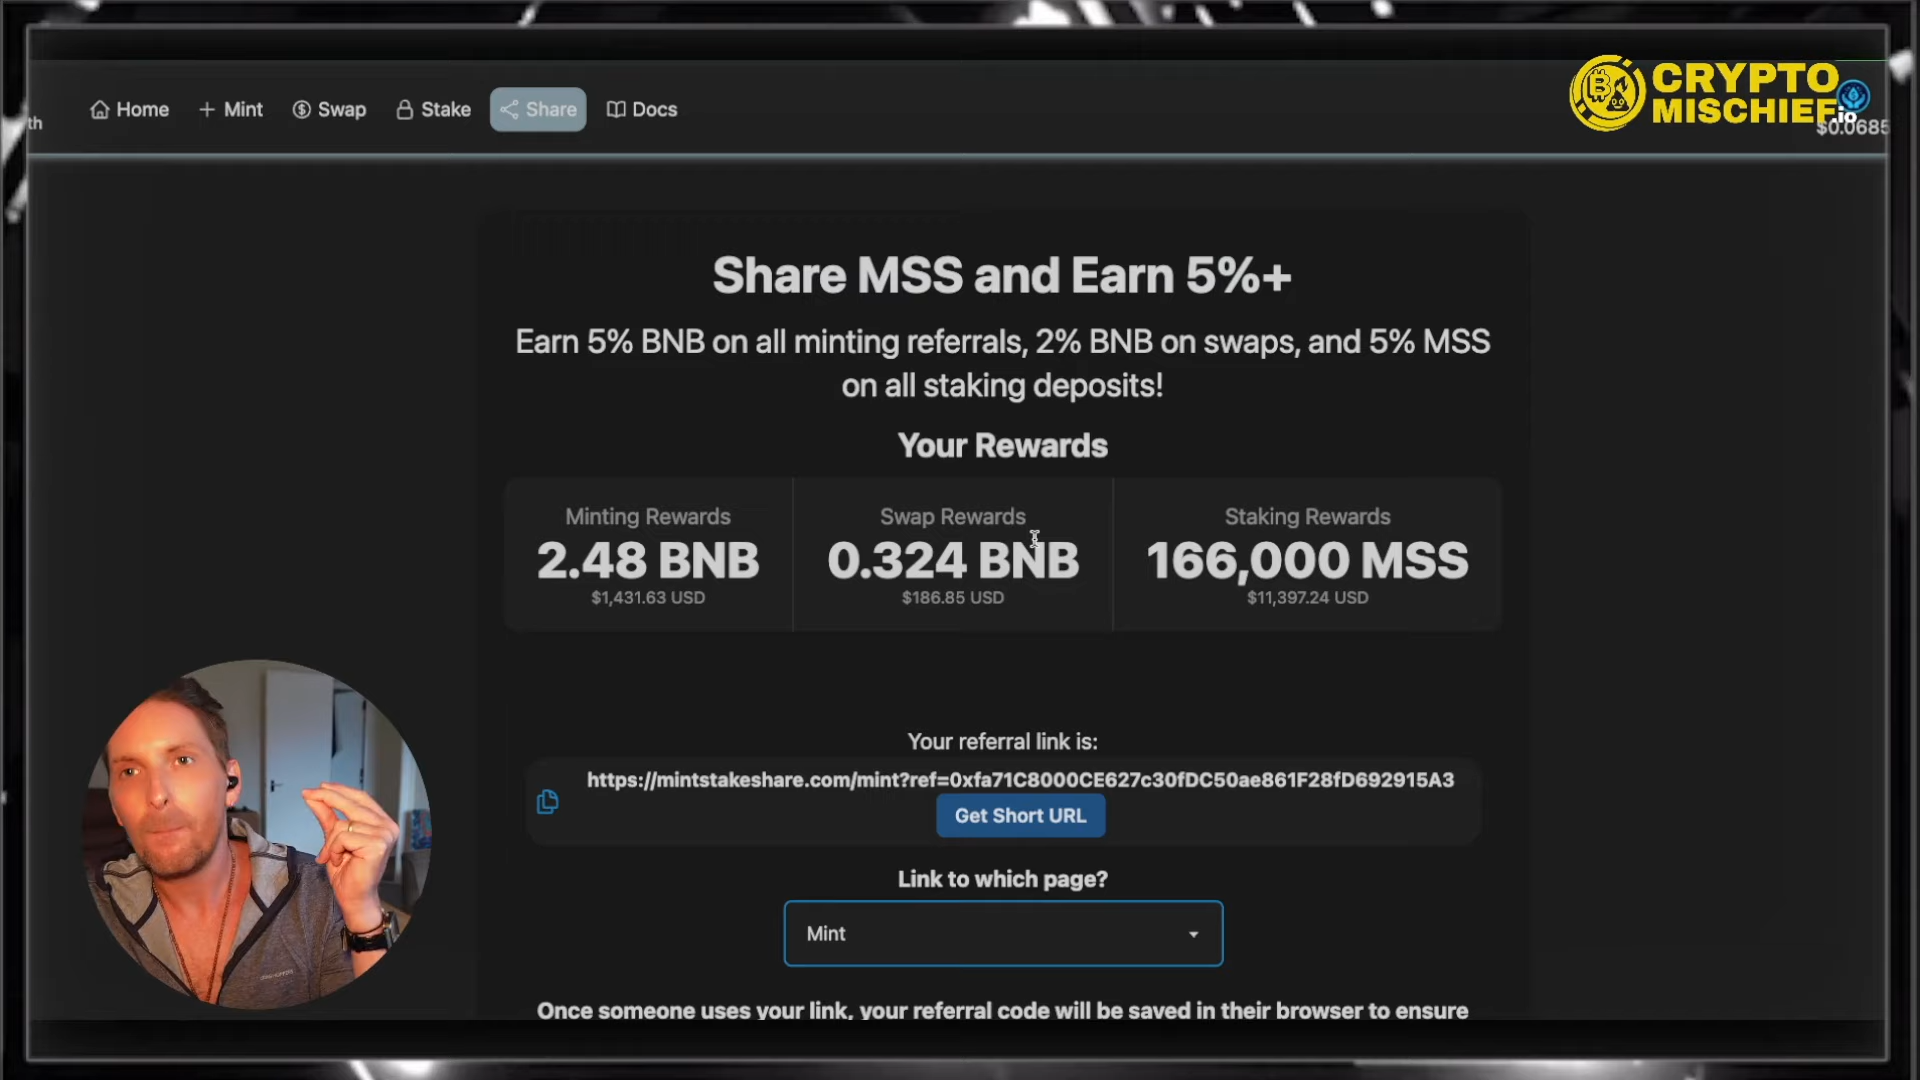 th
Home
Mint
Swap
Stake
Share
Docs
CRYPTO
MISCHIEF.io
$0.0685
Share MSS and Earn 5%+
Earn 5% BNB on all minting referrals, 2% BNB on swaps, and 5% MSS
on all staking deposits!
Your Rewards
Minting Rewards
2.48 BNB
$1,431.63 USD
Swap Rewards
0.324 BNB
$186.85 USD
Staking Rewards
166,000 MSS
$11,397.24 USD
Your referral link is:
https://mintstakeshare.com/mint?ref=0xfa71C8000CE627c30fDC50ae861F28fD692915A3
Get Short URL
Link to which page?
Mint
Once someone uses your link, your referral code will be saved in their browser to ensure